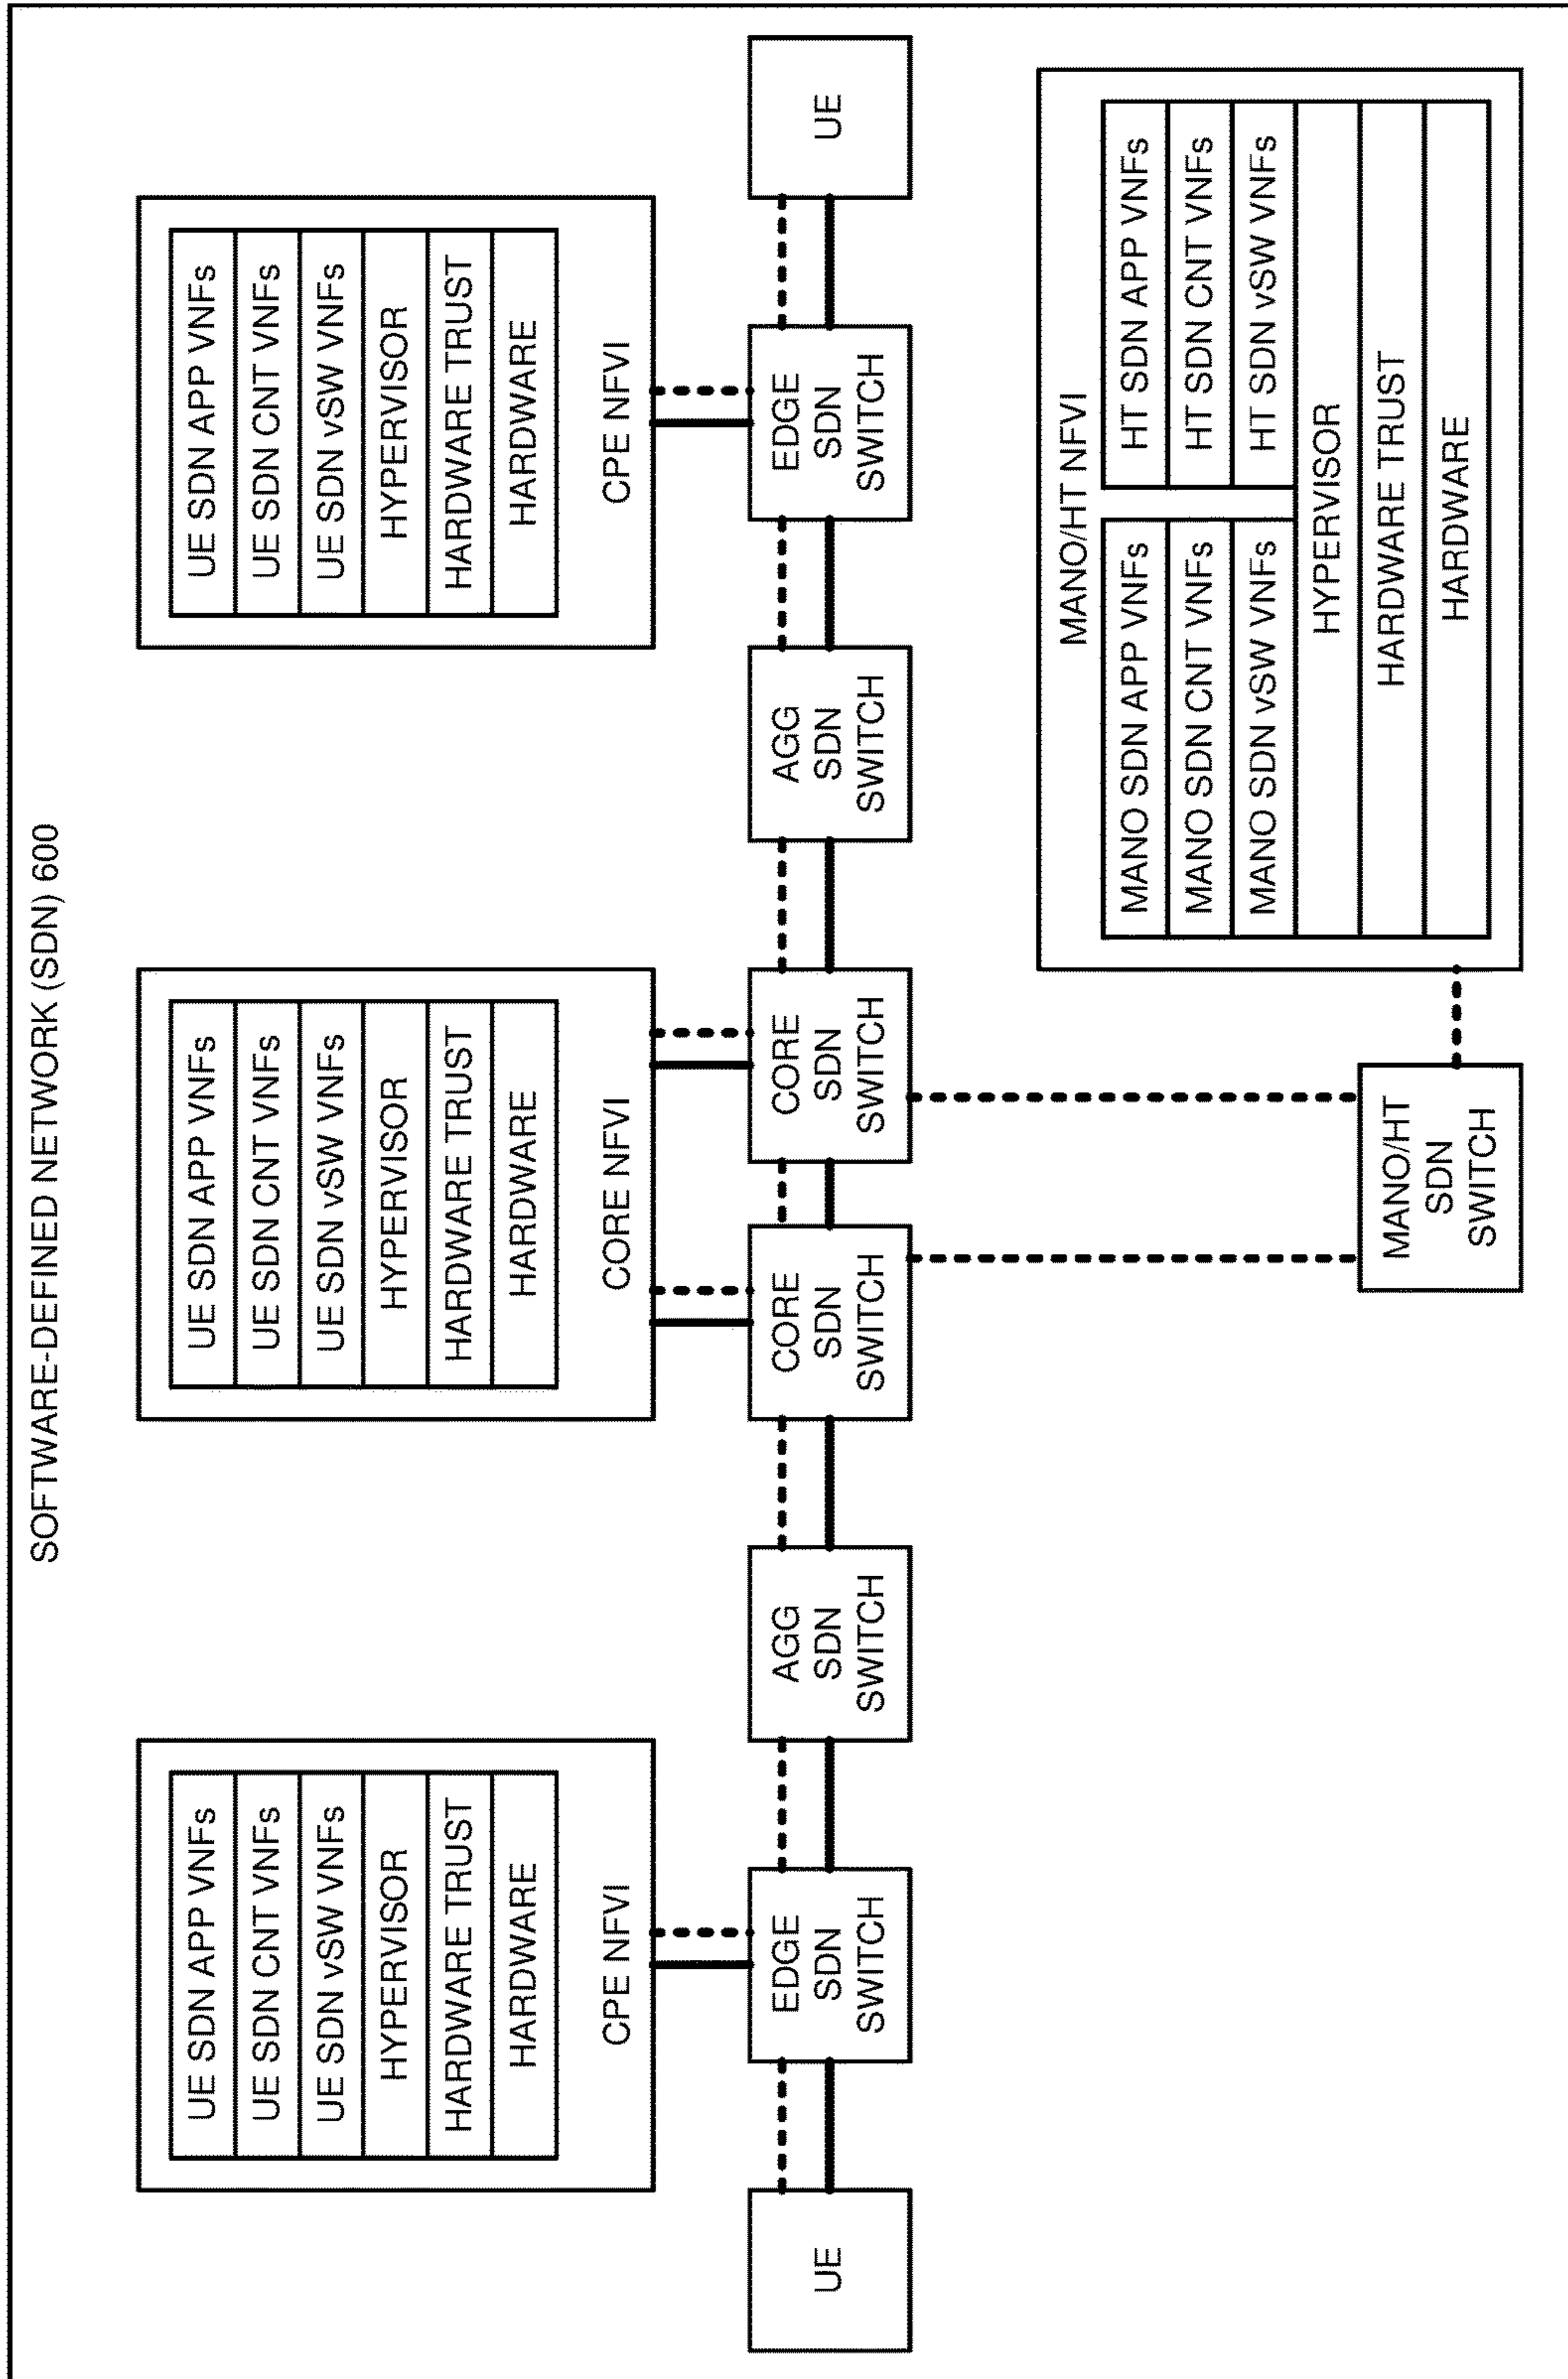 SOFTWARE-DEFINED NETWORK (SDN) 600
UE SDN APP VNFs
UE SDN CNT VNFs
UE SDN vSW VNFs
HYPERVISOR
HARDWARE TRUST
HARDWARE
CPE NFVI
UE SDN APP VNFs
UE SDN CNT VNFs
UE SDN vSW VNFs
HYPERVISOR
HARDWARE TRUST
HARDWARE
CORE NFVI
UE SDN APP VNFs
UE SDN CNT VNFs
UE SDN vSW VNFs
HYPERVISOR
HARDWARE TRUST
HARDWARE
CPE NFVI
UE
EDGE
SDN
SWITCH
AGG
SDN
SWITCH
CORE
SDN
SWITCH
CORE
SDN
SWITCH
AGG
SDN
SWITCH
EDGE
SDN
SWITCH
UE
MANO/HT
SDN
SWITCH
MANO/HT NFVI
MANO SDN APP VNFs
MANO SDN CNT VNFs
MANO SDN vSW VNFs
HT SDN APP VNFs
HT SDN CNT VNFs
HT SDN vSW VNFs
HYPERVISOR
HARDWARE TRUST
HARDWARE